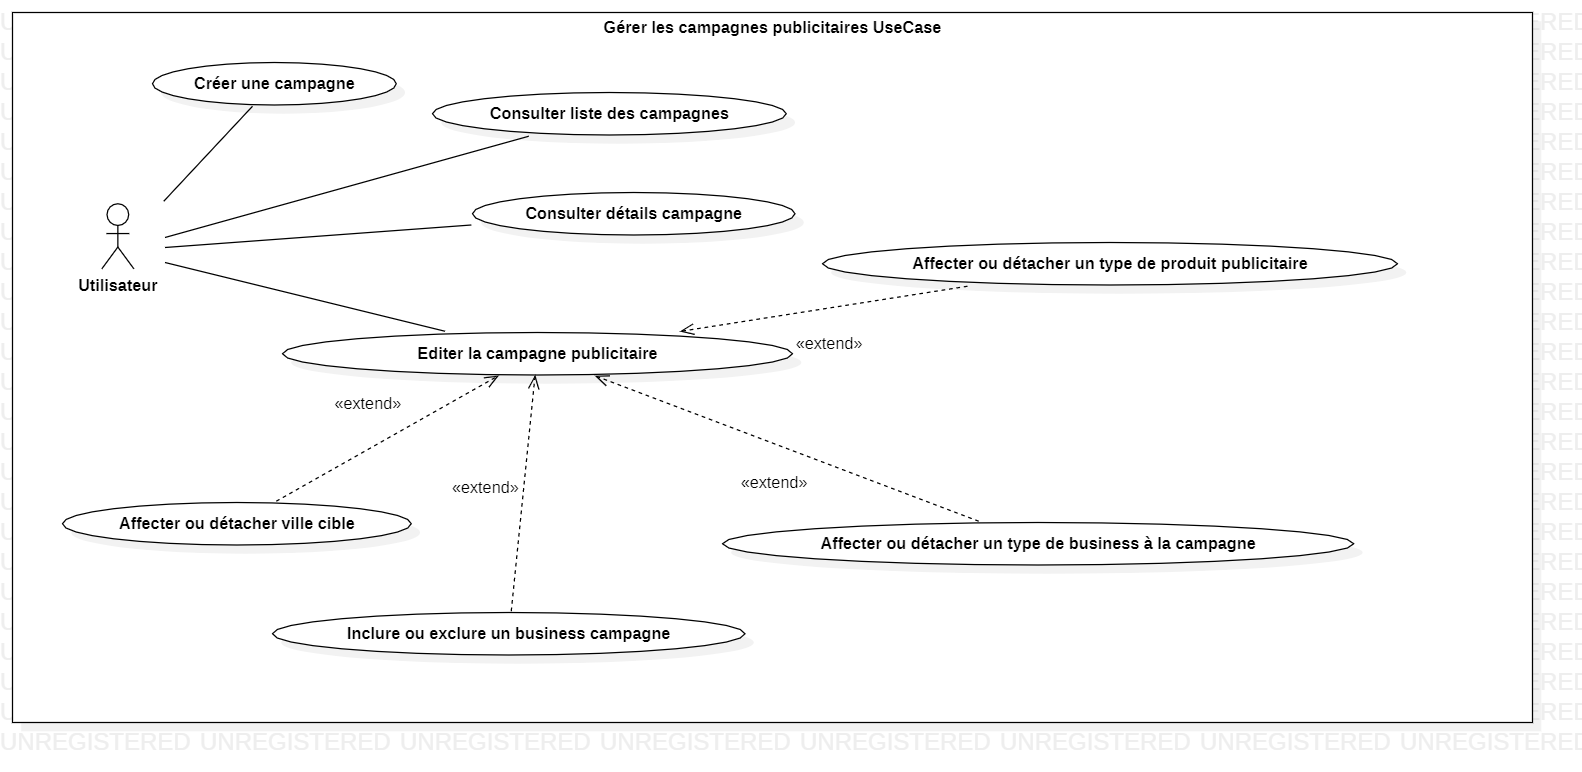 Gérer les campagnes publicitaires UseCase
Créer une campagne
Consulter liste des campagnes
Consulter détails campagne
Utilisateur
Affecter ou détacher un type de produit publicitaire
Editer la campagne publicitaire
«extend»
«extend»
«extend»
«extend»
Affecter ou détacher ville cible
Affecter ou détacher un type de business à la campagne
Inclure ou exclure un business campagne
UNREGISTERED UNREGISTERED UNREGISTERED UNREGISTERED UNREGISTERED UNREGISTERED UNREGISTERED UNREGISTERED